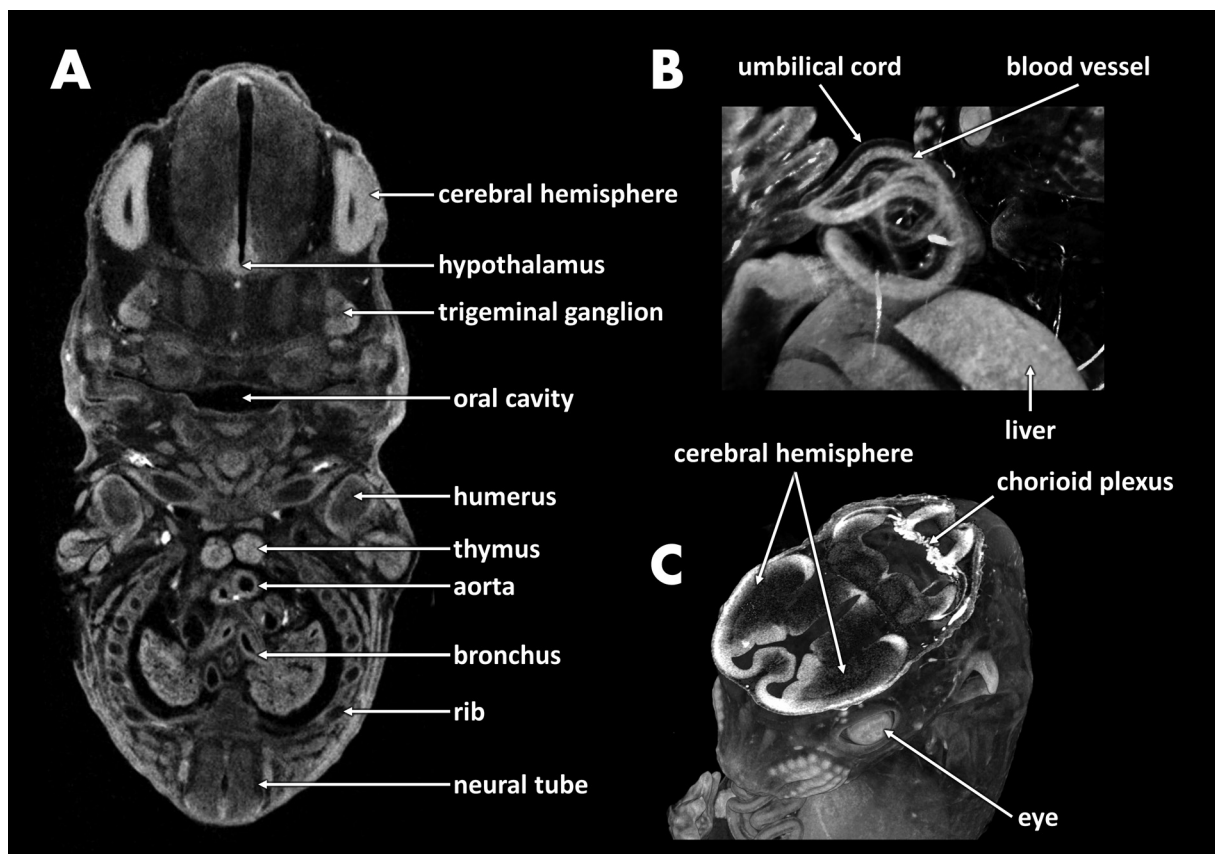 A
cerebral hemisphere
hypothalamus
trigeminal ganglion
oral cavity
humerus
thymus
aorta
bronchus
rib
neural tube
B
umbilical cord
blood vessel
liver
C
cerebral hemisphere
chorioid plexus
eye